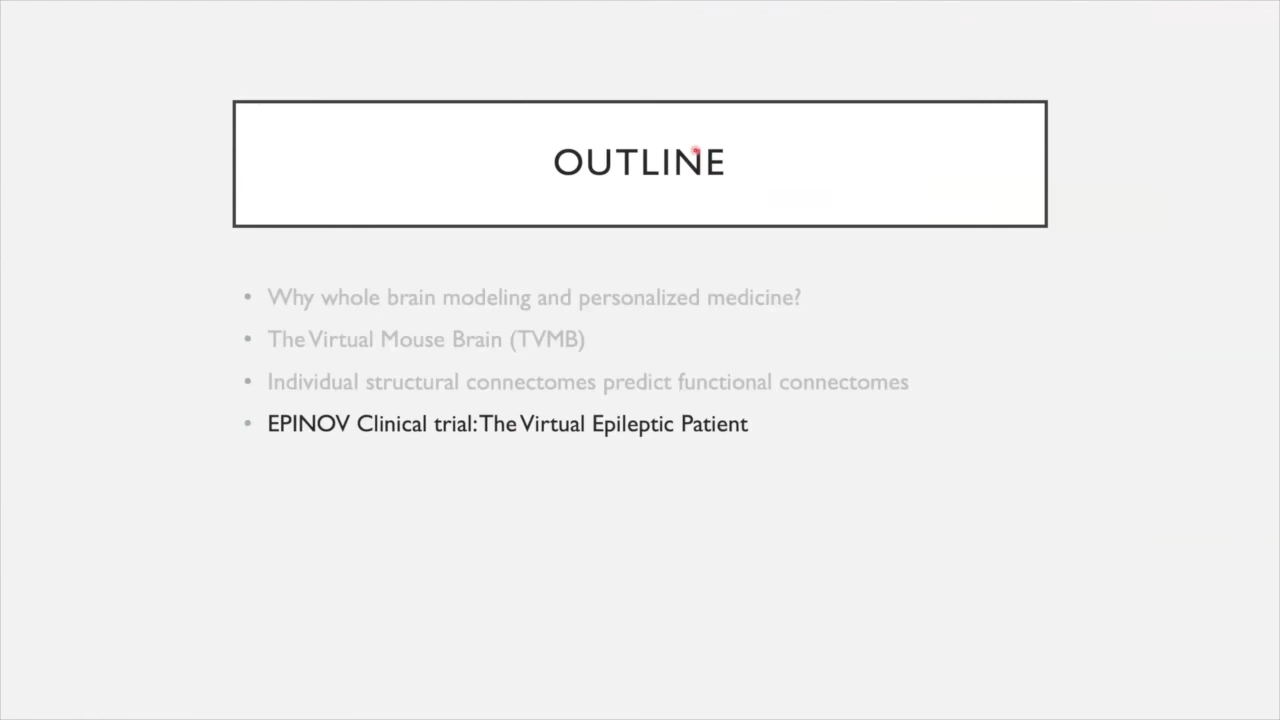 OUTLINE
• Why whole brain modeling and personalized medicine?
• The Virtual Mouse Brain (TVMB)
• Individual structural connectomes predict functional connectomes
• EPINOV Clinical trial: The Virtual Epileptic Patient